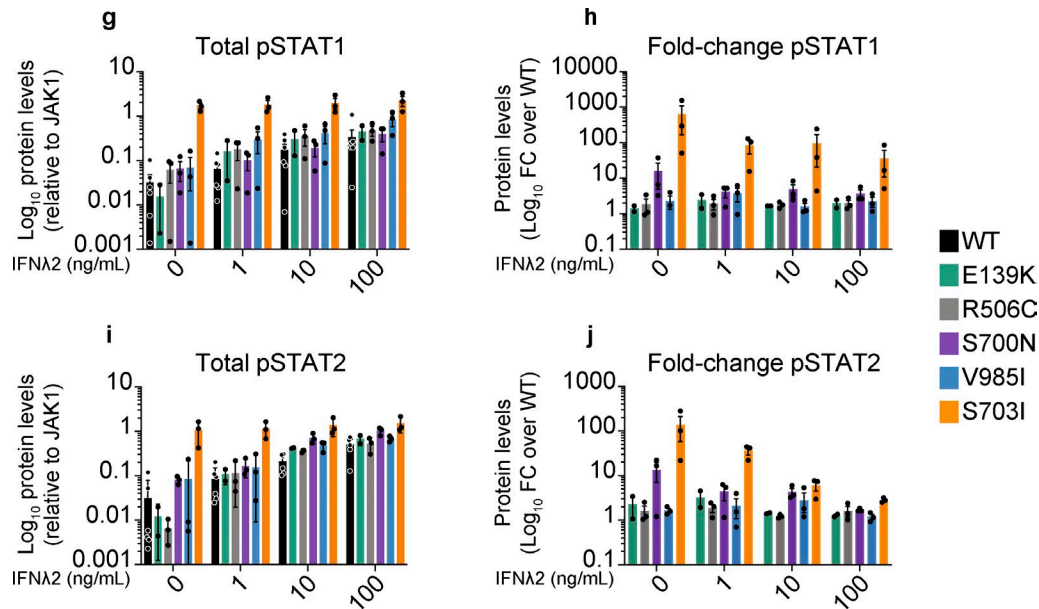 g
Total pSTAT1
Log10 protein levels
(relative to JAK1)
10
1
0.1
0.01
0.001
IFNλ2 (ng/mL)
0
1
10
100
h
Fold-change pSTAT1
Protein levels
(Log10 FC over WT)
10000
1000
100
10
1
0.1
IFNλ2 (ng/mL)
0
1
10
100
WT
E139K
R506C
S700N
V985I
S703I
i
Total pSTAT2
Log10 protein levels
(relative to JAK1)
1
1
0.1
0.01
0.001
IFNλ2 (ng/mL)
0
1
10
100
j
Fold-change pSTAT2
Protein levels
(Log10 FC over WT)
1000
100
10
1
0.1
IFNλ2 (ng/mL)
0
1
10
100